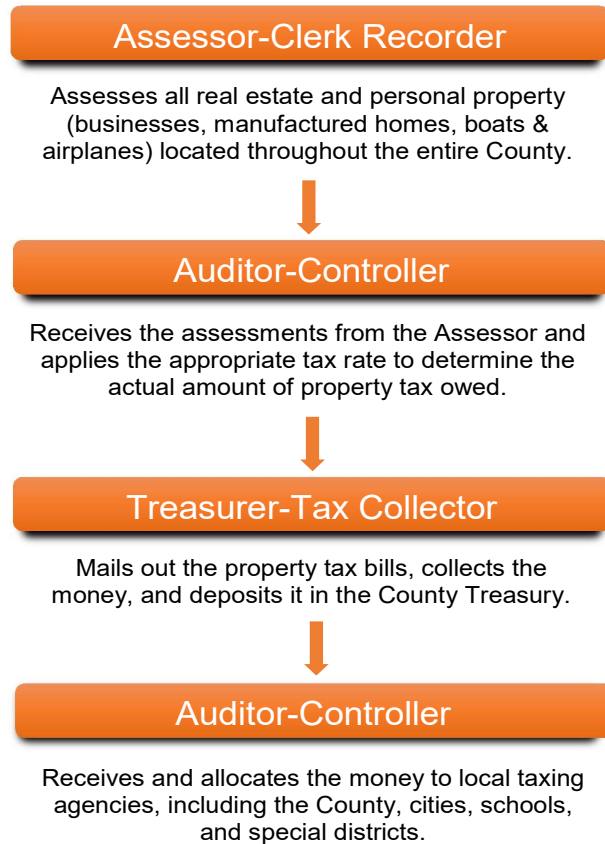 Assessor-Clerk Recorder
Assesses all real estate and personal property
(businesses, manufactured homes, boats &
airplanes) located throughout the entire County.
Auditor-Controller
Receives the assessments from the Assessor and
applies the appropriate tax rate to determine the
actual amount of property tax owed.
Treasurer-Tax Collector
Mails out the property tax bills, collects the
money, and deposits it in the County Treasury.
Auditor-Controller
Receives and allocates the money to local taxing
agencies, including the County, cities, schools,
and special districts.